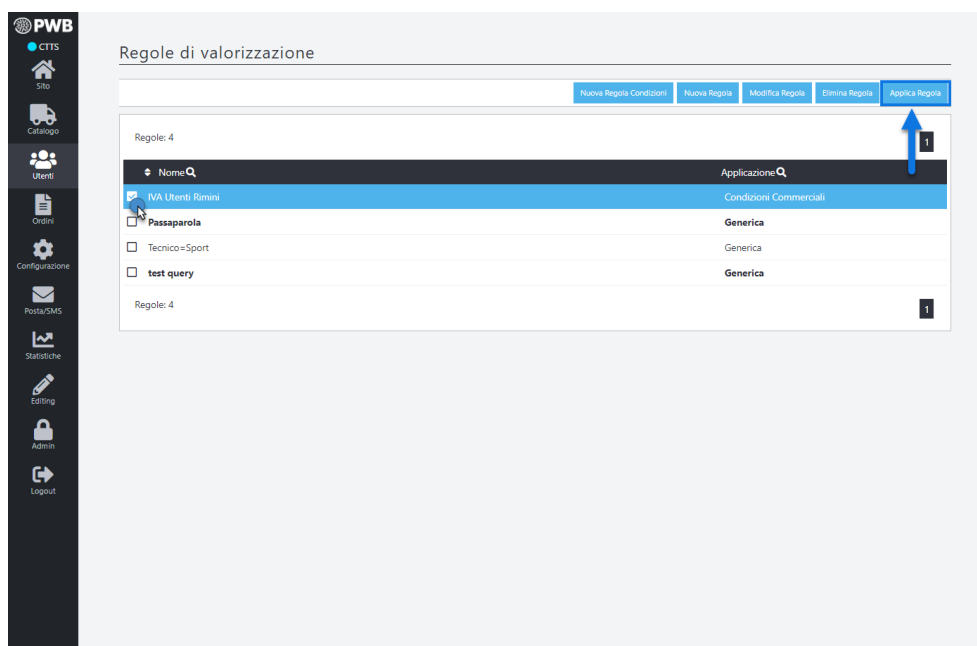 PWB
CTTS
Sito
Catalogo
Utenti
Ordini
Configurazione
Posta/SMS
Statistiche
Editing
Admin
Logout
Regole di valorizzazione
Nuova Regola Condizioni Nuova Regola Modifica Regola Elimina Regola Applica Regola
Regole: 4 1
Nome Applicazione
IVA Utenti Rimini Condizioni Commerciali
Passaparola Generica
Tecnico=Sport Generica
test query Generica
Regole: 4 1